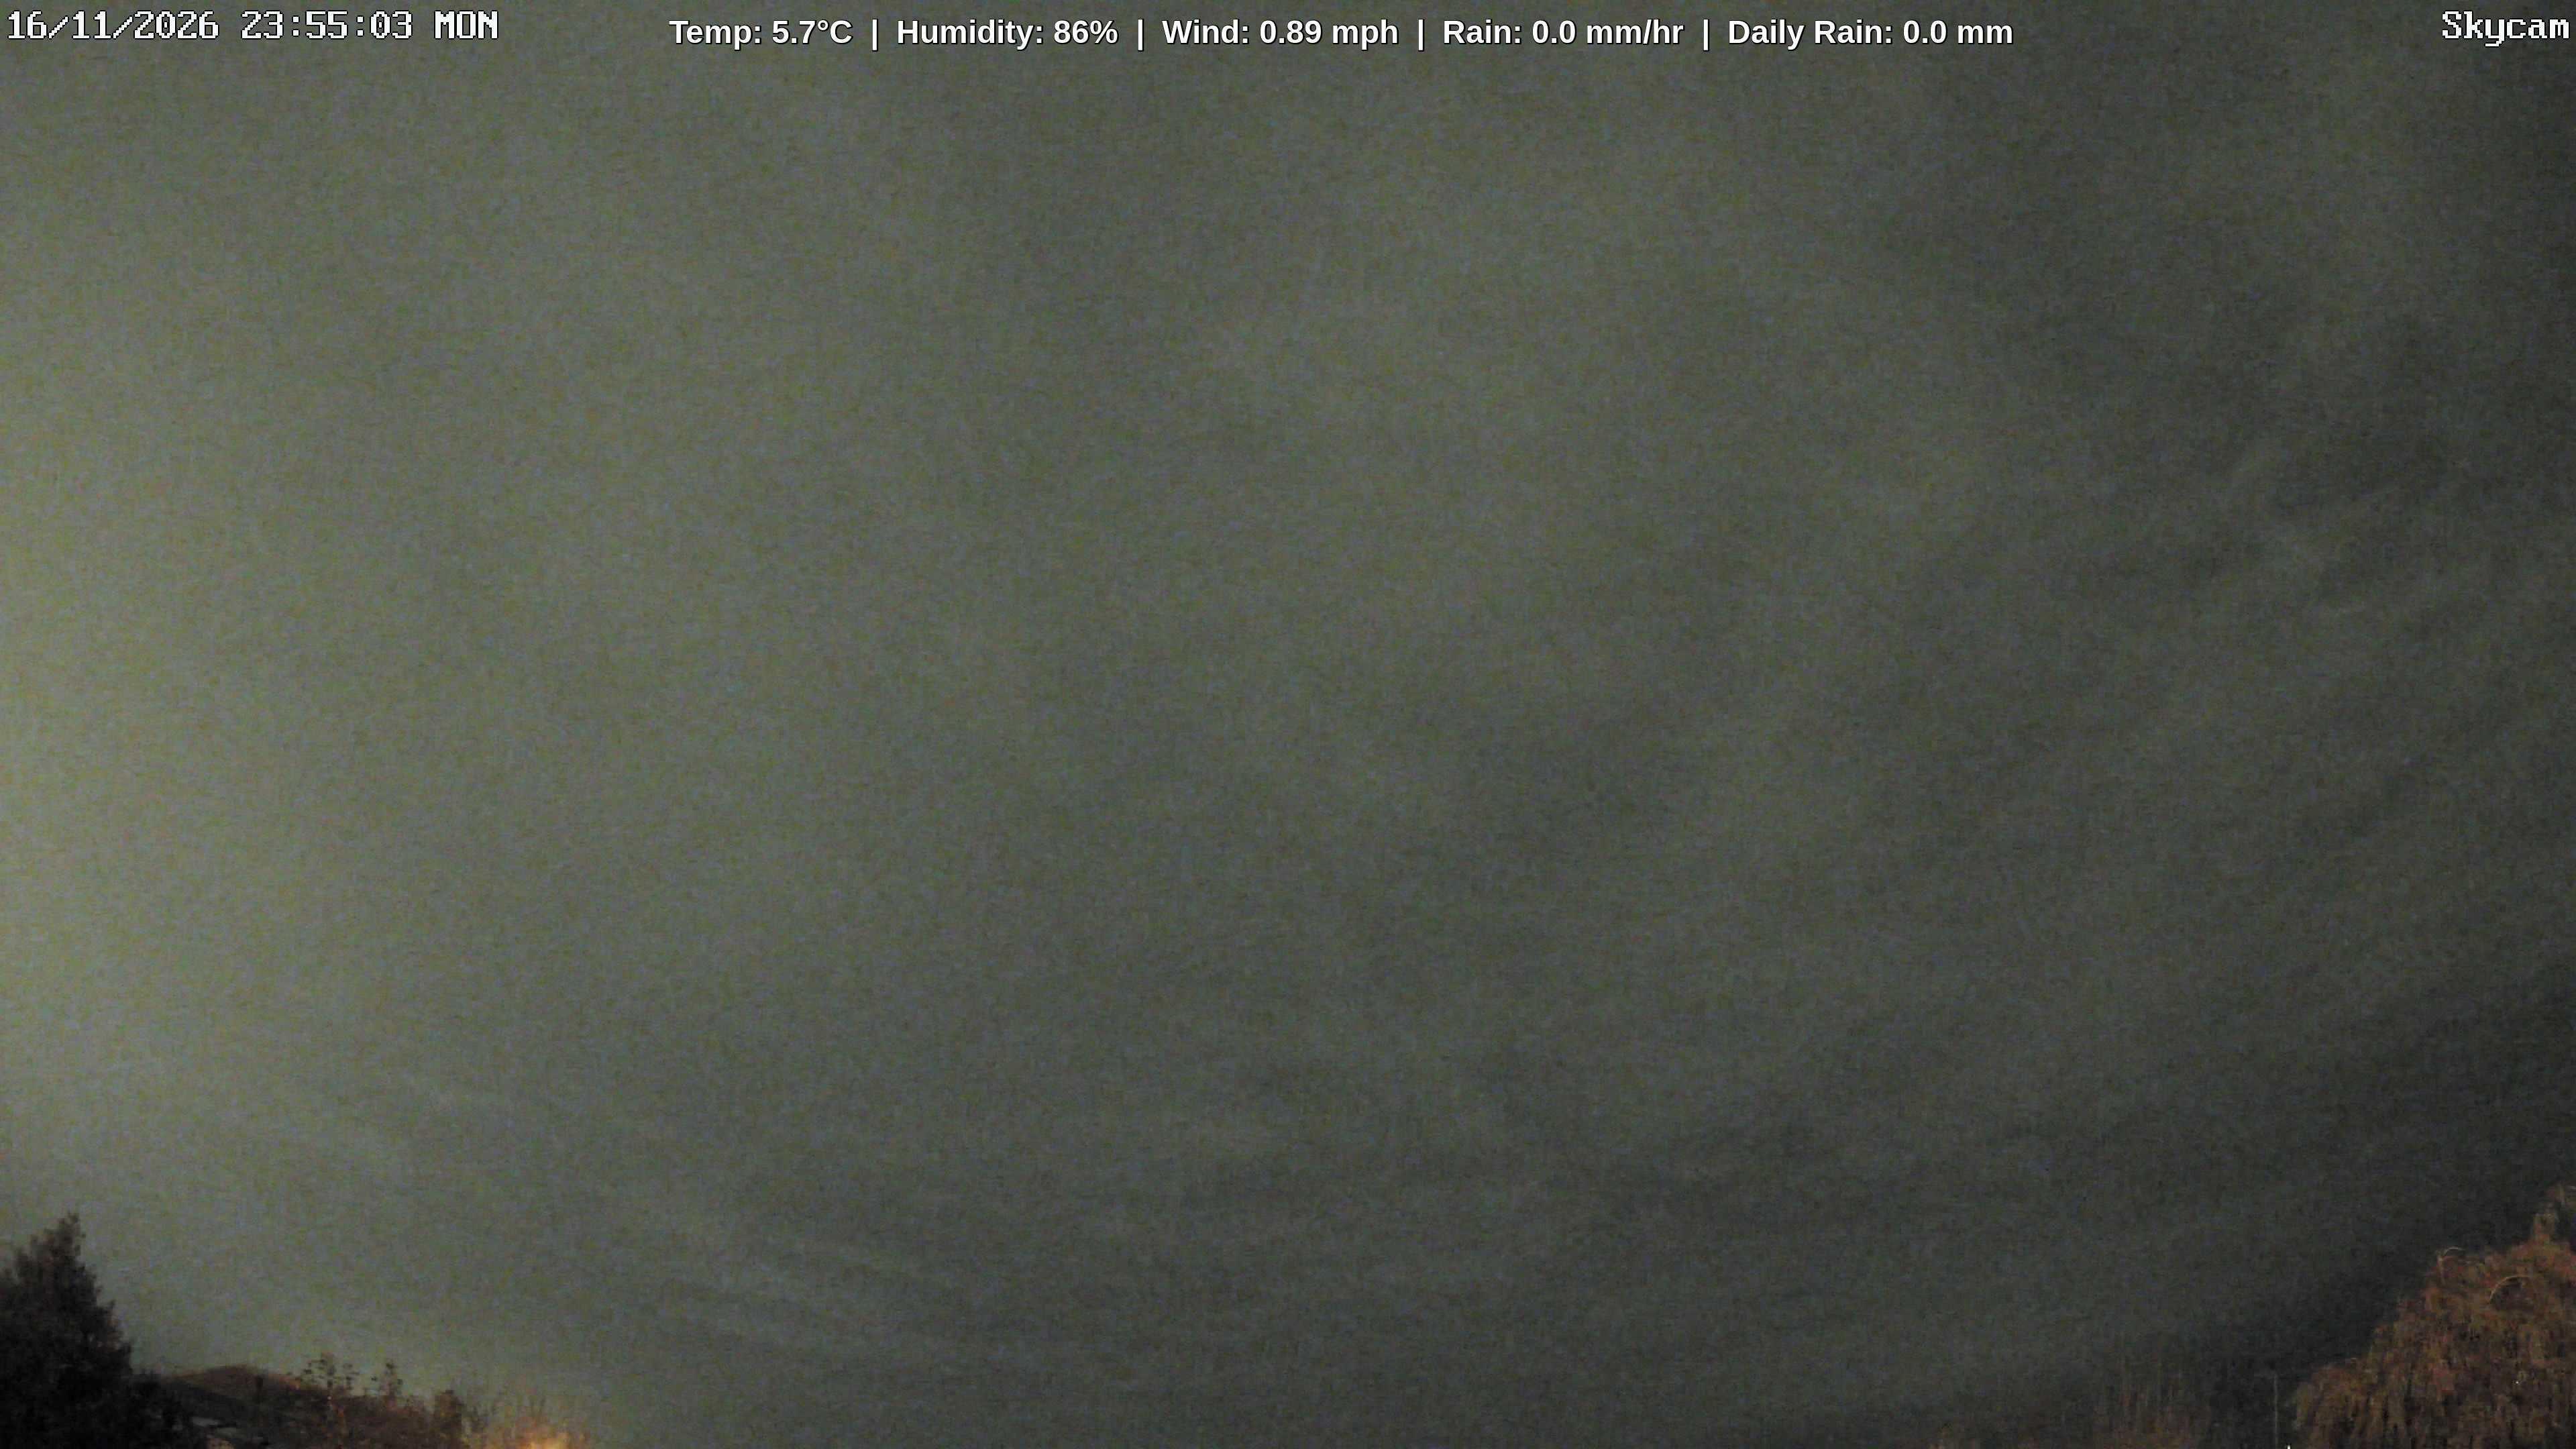 16/11/2026 23:55:03 MON
Temp: 5.7°C | Humidity: 86% | Wind: 0.89 mph | Rain: 0.0 mm/hr | Daily Rain: 0.0 mm
Skycam